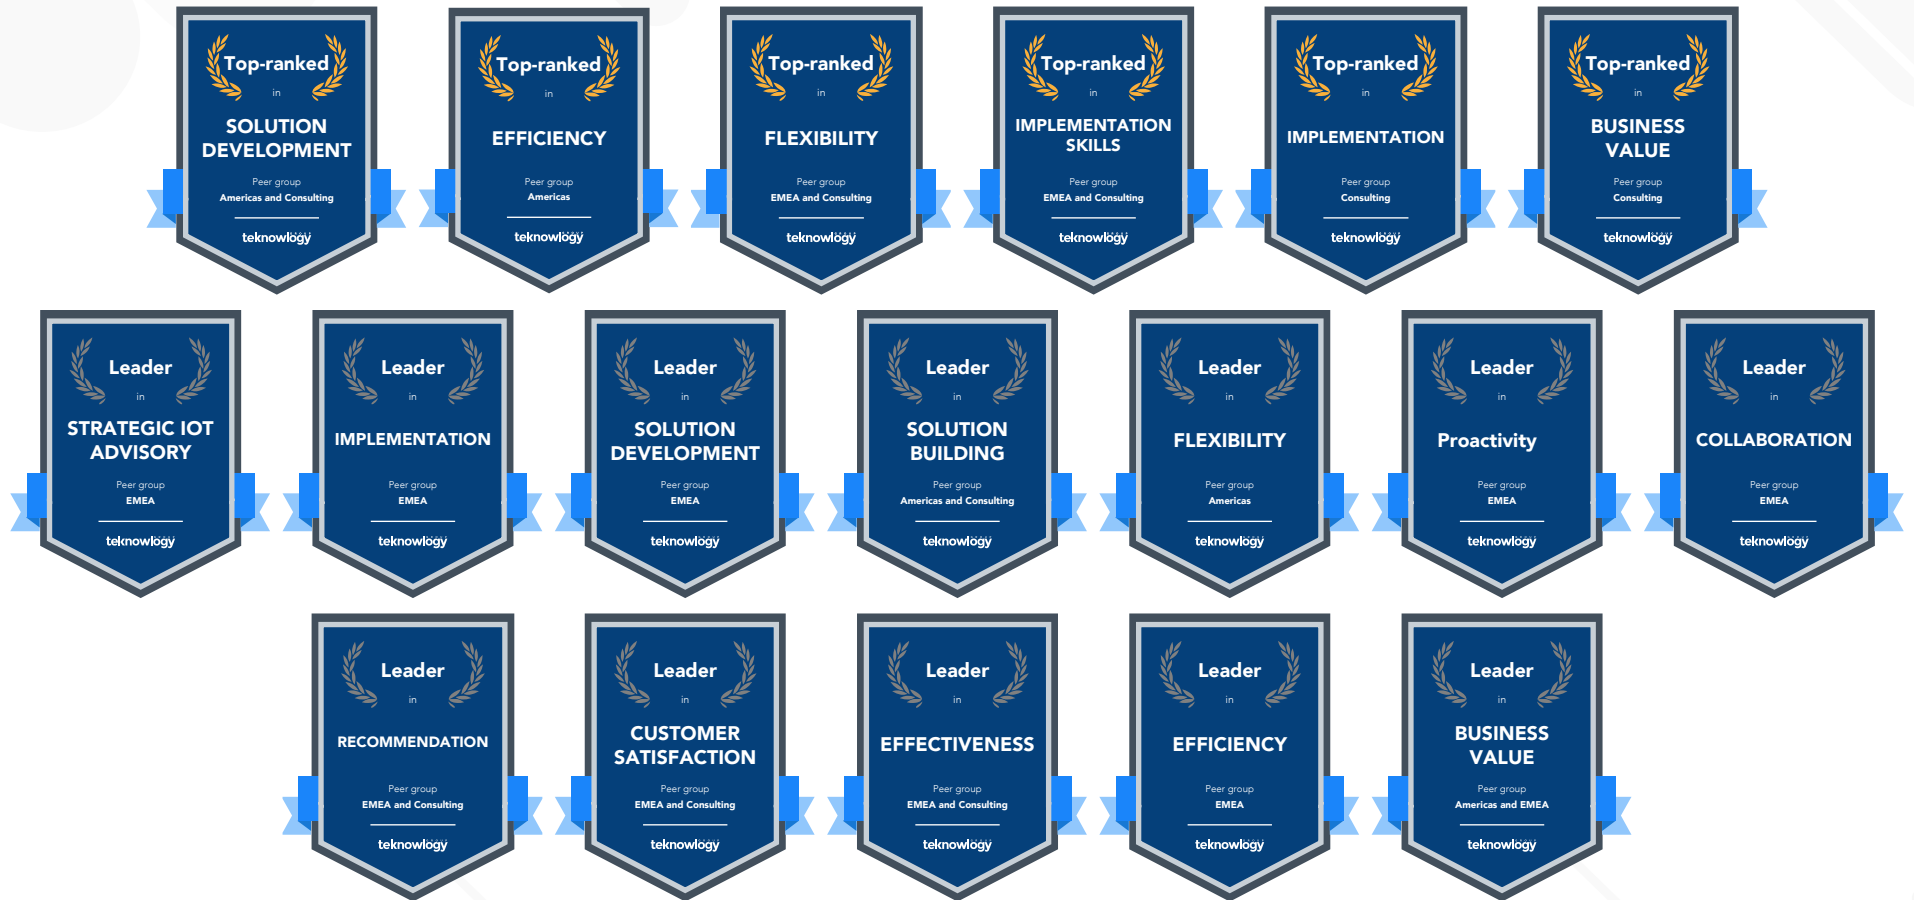 Top-ranked
in
SOLUTION
DEVELOPMENT
Peer group
Americas and Consulting
teknowlogy
Top-ranked
in
EFFICIENCY
Peer group
Americas
teknowlogy
Top-ranked
in
FLEXIBILITY
Peer group
EMEA and Consulting
teknowlogy
Top-ranked
in
IMPLEMENTATION
SKILLS
Peer group
EMEA and Consulting
teknowlogy
Top-ranked
in
IMPLEMENTATION
Peer group
Consulting
teknowlogy
Top-ranked
in
BUSINESS
VALUE
Peer group
Consulting
teknowlogy
Leader
in
STRATEGIC IOT
ADVISORY
Peer group
EMEA
teknowlogy
Leader
in
IMPLEMENTATION
Peer group
EMEA
teknowlogy
Leader
in
SOLUTION
DEVELOPMENT
Peer group
EMEA
teknowlogy
Leader
in
SOLUTION
BUILDING
Peer group
Americas and Consulting
teknowlogy
Leader
in
FLEXIBILITY
Peer group
Americas
teknowlogy
Leader
in
Proactivity
Peer group
EMEA
teknowlogy
Leader
in
COLLABORATION
Peer group
EMEA
teknowlogy
Leader
in
RECOMMENDATION
Peer group
EMEA and Consulting
teknowlogy
Leader
in
CUSTOMER
SATISFACTION
Peer group
EMEA and Consulting
teknowlogy
Leader
in
EFFECTIVENESS
Peer group
EMEA and Consulting
teknowlogy
Leader
in
EFFICIENCY
Peer group
EMEA
teknowlogy
Leader
in
BUSINESS
VALUE
Peer group
Americas and EMEA
teknowlogy